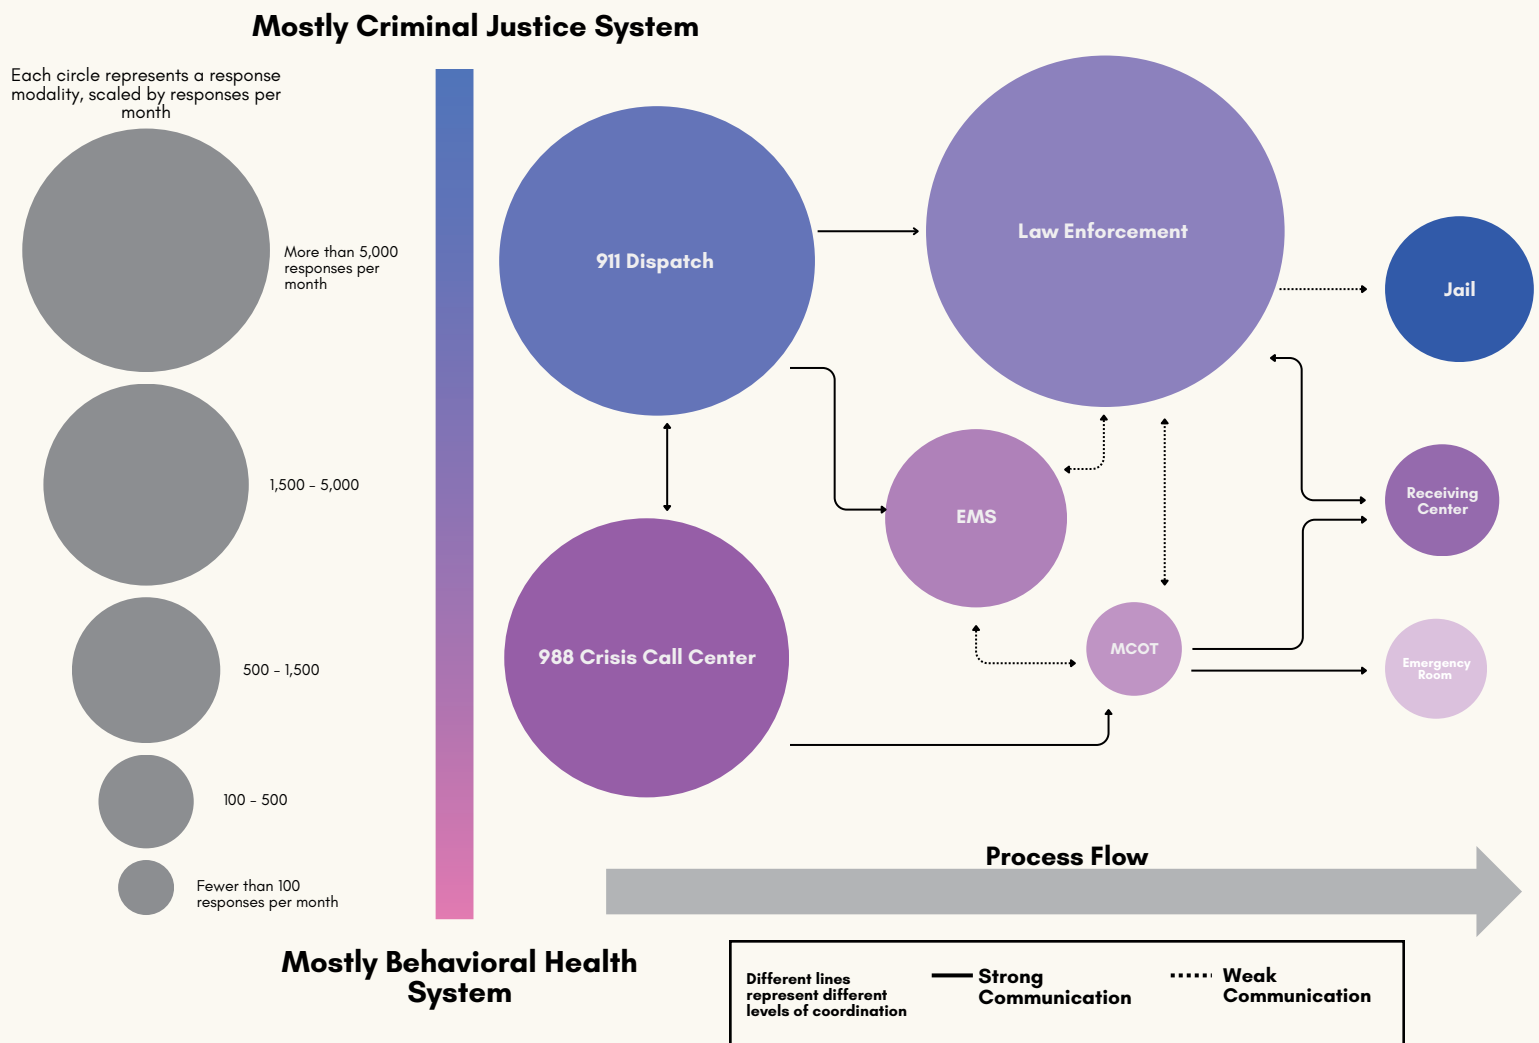 Mostly Criminal Justice System
Each circle represents a response
modality, scaled by responses per
month
More than 5,000
responses per
month
1,500 - 5,000
500 - 1,500
100 - 500
Fewer than 100
responses per month
Mostly Behavioral Health
System
911 Dispatch
Law Enforcement
Jail
EMS
Receiving
Center
988 Crisis Call Center
MCOT
Emergency
Room
Process Flow
Different lines
represent different
levels of coordination
Strong
Communication
Weak
Communication